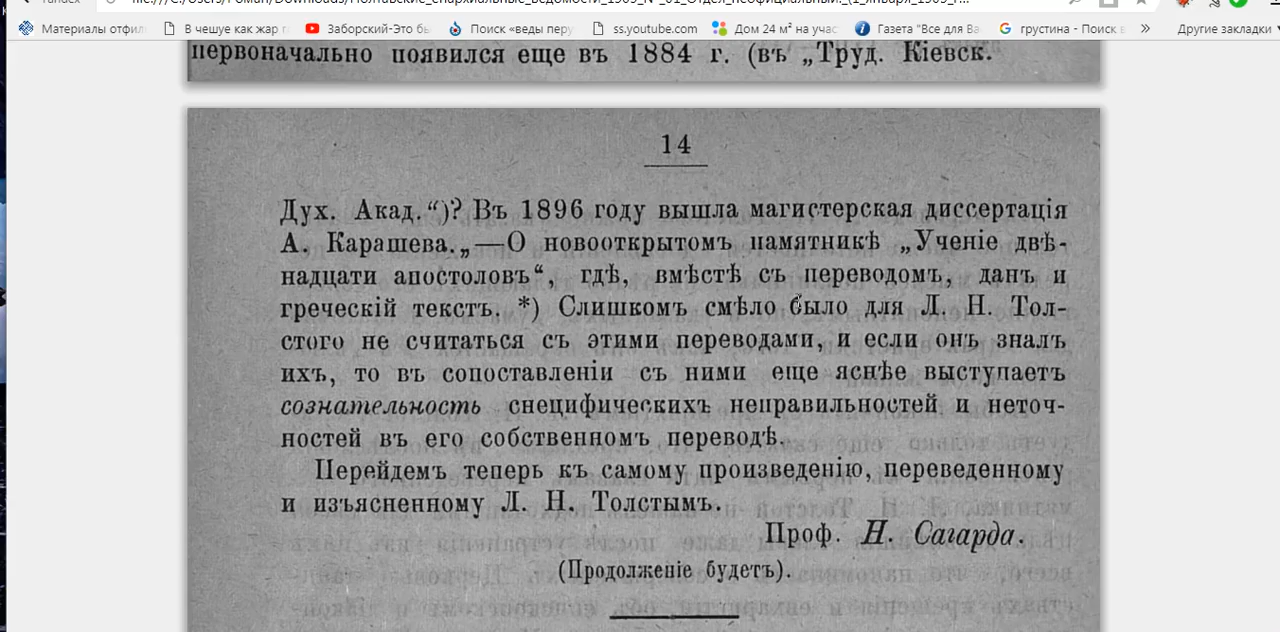 Материалы отфил
В чешуе как жар г
Заборский-Это бы
Поиск «веды перу
ss.youtube.com
Дом 24 м² на учас
Газета "Все для Ва
грустина - Поиск в
Другие закладки
первоначально появился еще въ 1884 г. (въ „Труд. Кіевск.
14
Дух. Акад.“)? Въ 1896 году вышла магистерская диссертація
А. Карашева.„—О новооткрытомъ памятникѣ „Ученіе двѣ-
надцати апостоловъ“, гдѣ, вмѣстѣ съ переводомъ, данъ и
греческій текстъ. *) Слишкомъ смѣло было для Л. Н. Тол-
стого не считаться съ этими переводами, и если онъ зналъ
ихъ, то въ сопоставленіи съ ними еще яснѣе выступаетъ
сознательность специфическихъ неправильностей и неточ-
ностей въ его собственномъ переводѣ.
Перейдемъ теперь къ самому произведенію, переведенному
и изъясненному Л. Н. Толстымъ.
Проф. Н. Сагарда.
(Продолженіе будетъ).